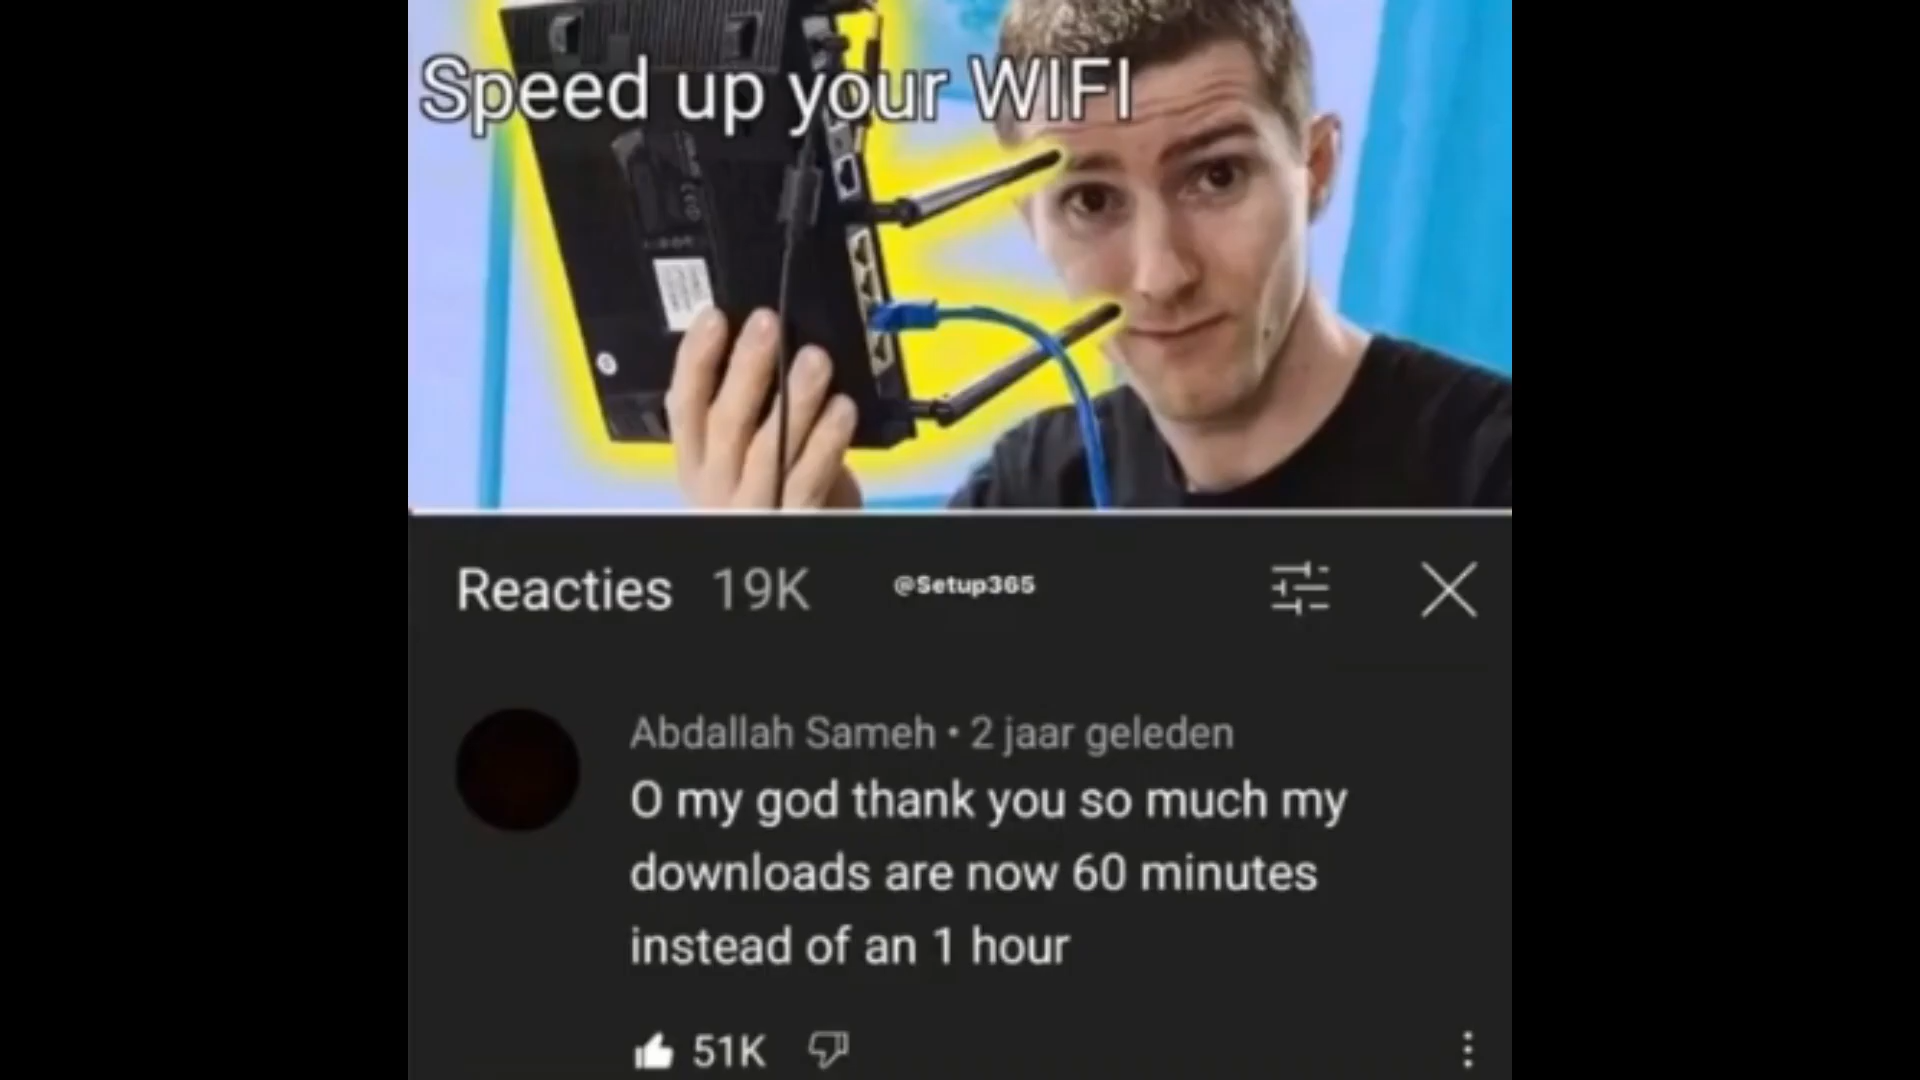 Speed up your WIFI
Reacties 19K @Setup365
Abdallah Sameh • 2 jaar geleden
O my god thank you so much my
downloads are now 60 minutes
instead of an 1 hour
51K